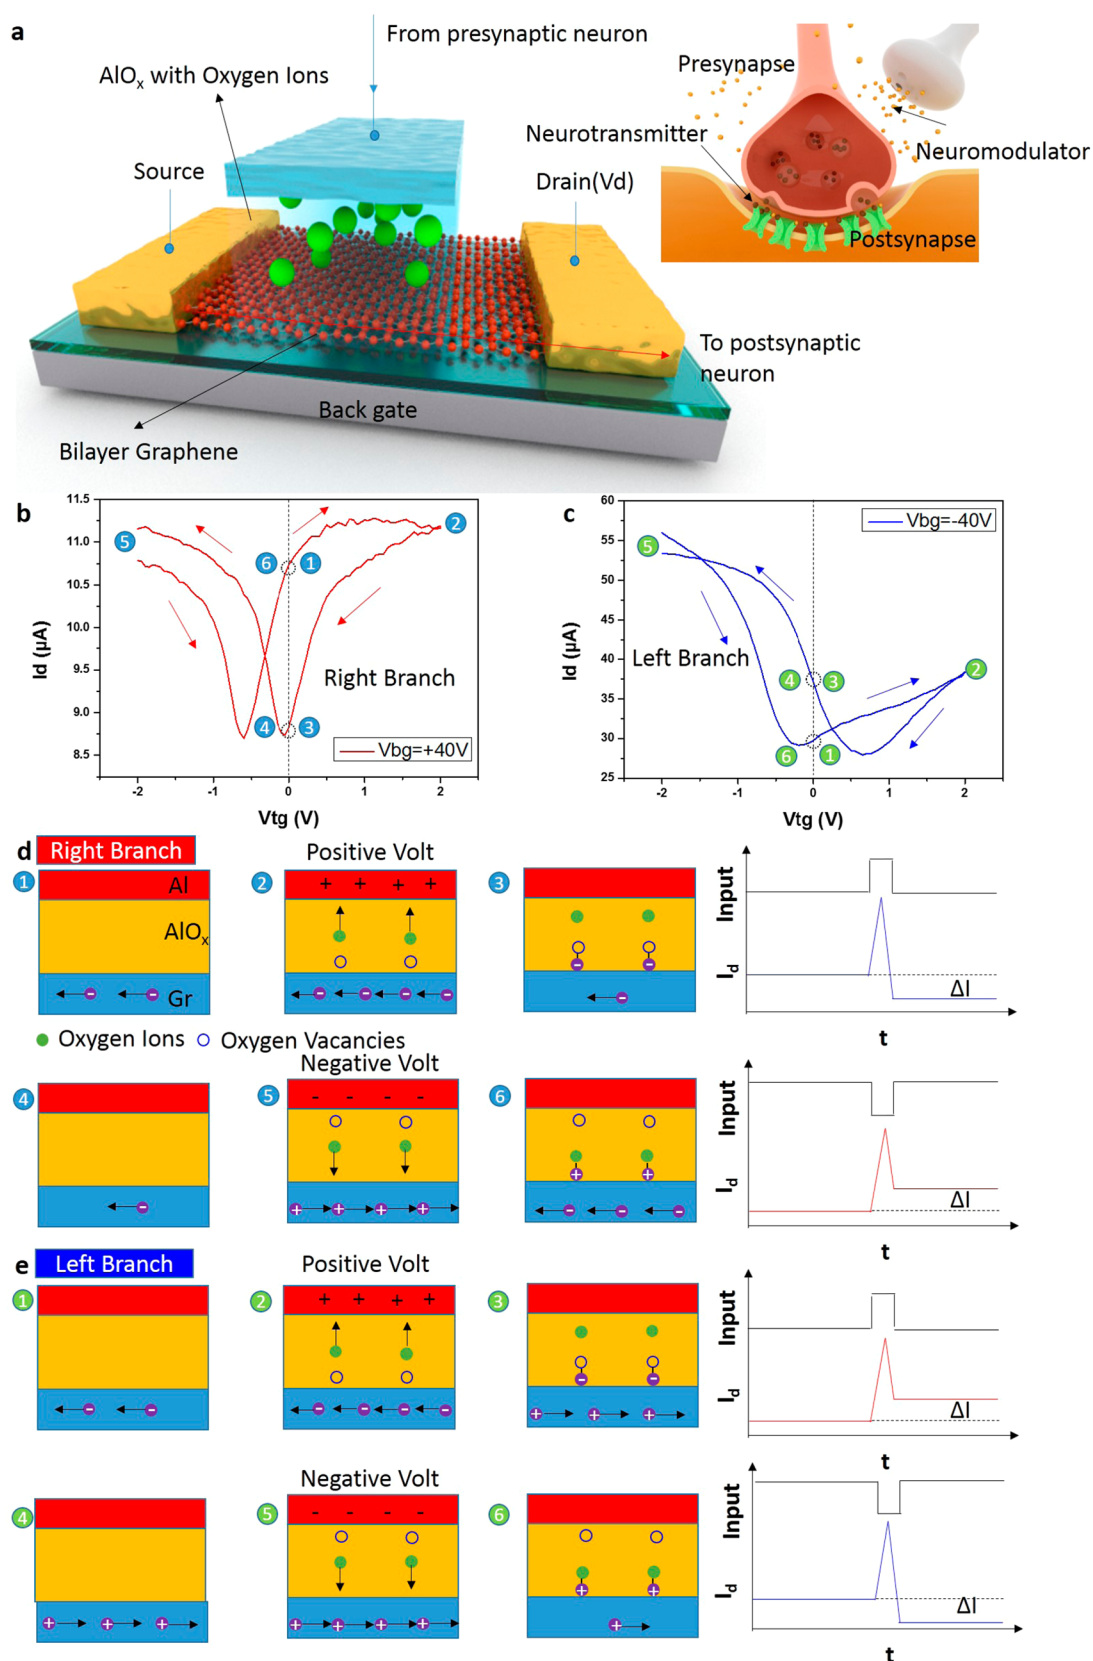 a
From presynaptic neuron
AlOx with Oxygen Ions
Presynapse
Neurotransmitter
Neuromodulator
Source
Drain(Vd)
Postsynapse
To postsynaptic
neuron
Back gate
Bilayer Graphene
b
11.5
11.0
10.5
10.0
9.5
9.0
8.5
Id (µA)
5
2
6
1
4
3
Right Branch
Vbg=+40V
-2
-1
0
1
2
Vtg (V)
c
60
55
50
45
40
35
30
25
Id (µA)
Vbg=-40V
5
Left Branch
4
3
2
6
1
-2
-1
0
1
2
Vtg (V)
d
Right Branch
Positive Volt
1
Al
AlOx
Gr
2
+ + + +
- - - -
3
- -
-
Input
Id
ΔI
t
Oxygen Ions
Oxygen Vacancies
Negative Volt
4
-
5
- - - -
+ + + +
6
+ +
- - -
Input
Id
ΔI
t
e
Left Branch
Positive Volt
1
- -
2
+ + + +
- - - -
3
- -
+ + +
Input
Id
ΔI
t
Negative Volt
4
+ + +
5
- - - -
+ + + +
6
+ +
+
Input
Id
ΔI
t